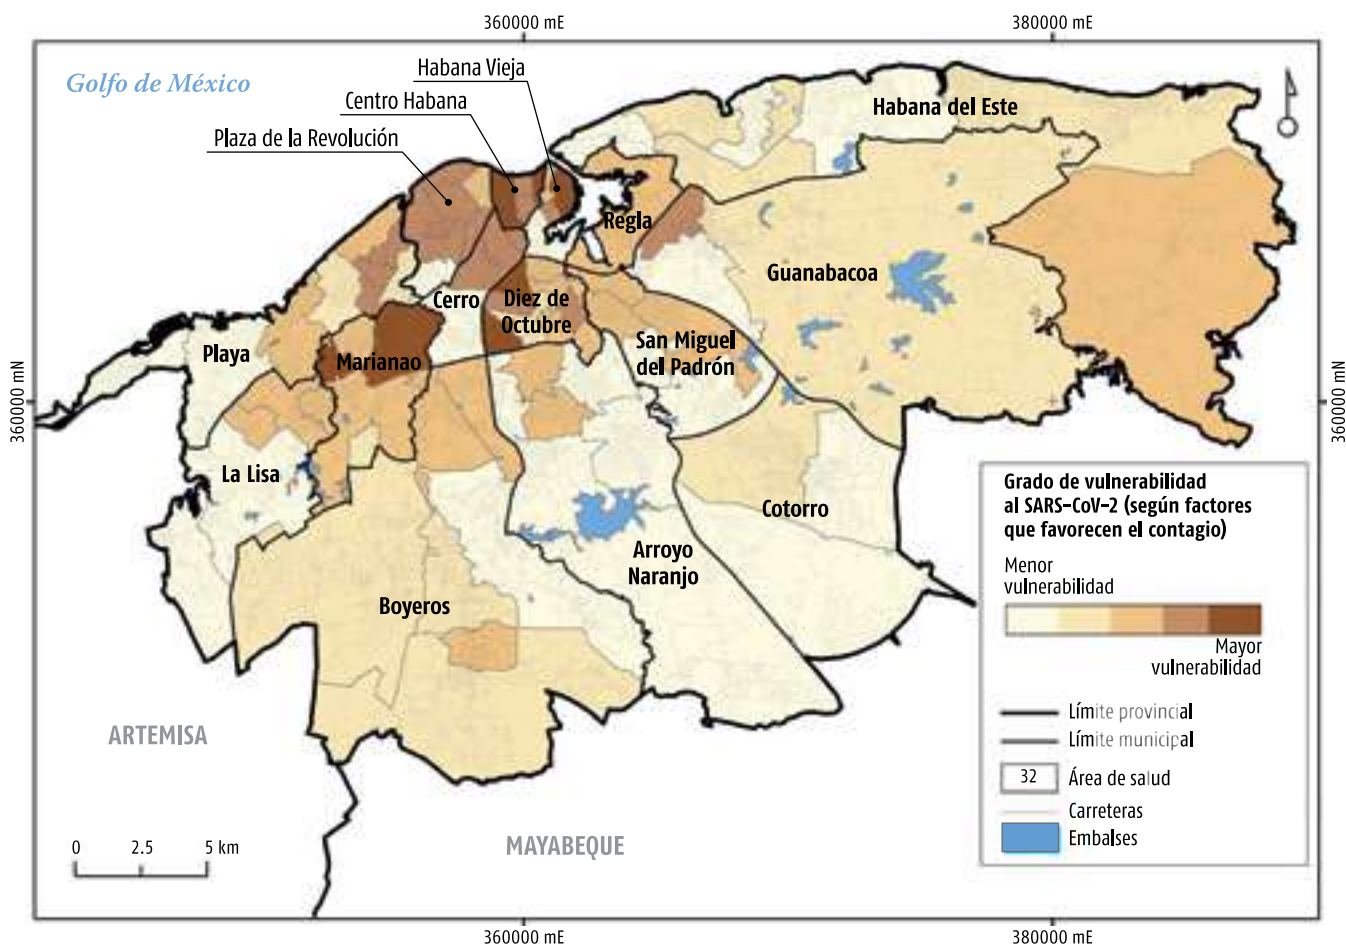 360000 mE
380000 mE
Golfo de México
Habana Vieja
Centro Habana
Plaza de la Revolución
Habana del Este
Regla
Guanabacoa
Cerro
Diez de
Octubre
San Miguel
del Padrón
Playa
Marianao
360000 mN
360000 mN
La Lisa
Cotorro
Arroyo
Naranjo
Boyeros
Grado de vulnerabilidad
al SARS-CoV-2 (según factores
que favorecen el contagio)
Menor
vulnerabilidad
Mayor
vulnerabilidad
Límite provincial
Límite municipal
32 Área de salud
Carreteras
Embalses
ARTEMISA
MAYABEQUE
0 2.5 5 km
360000 mE
380000 mE